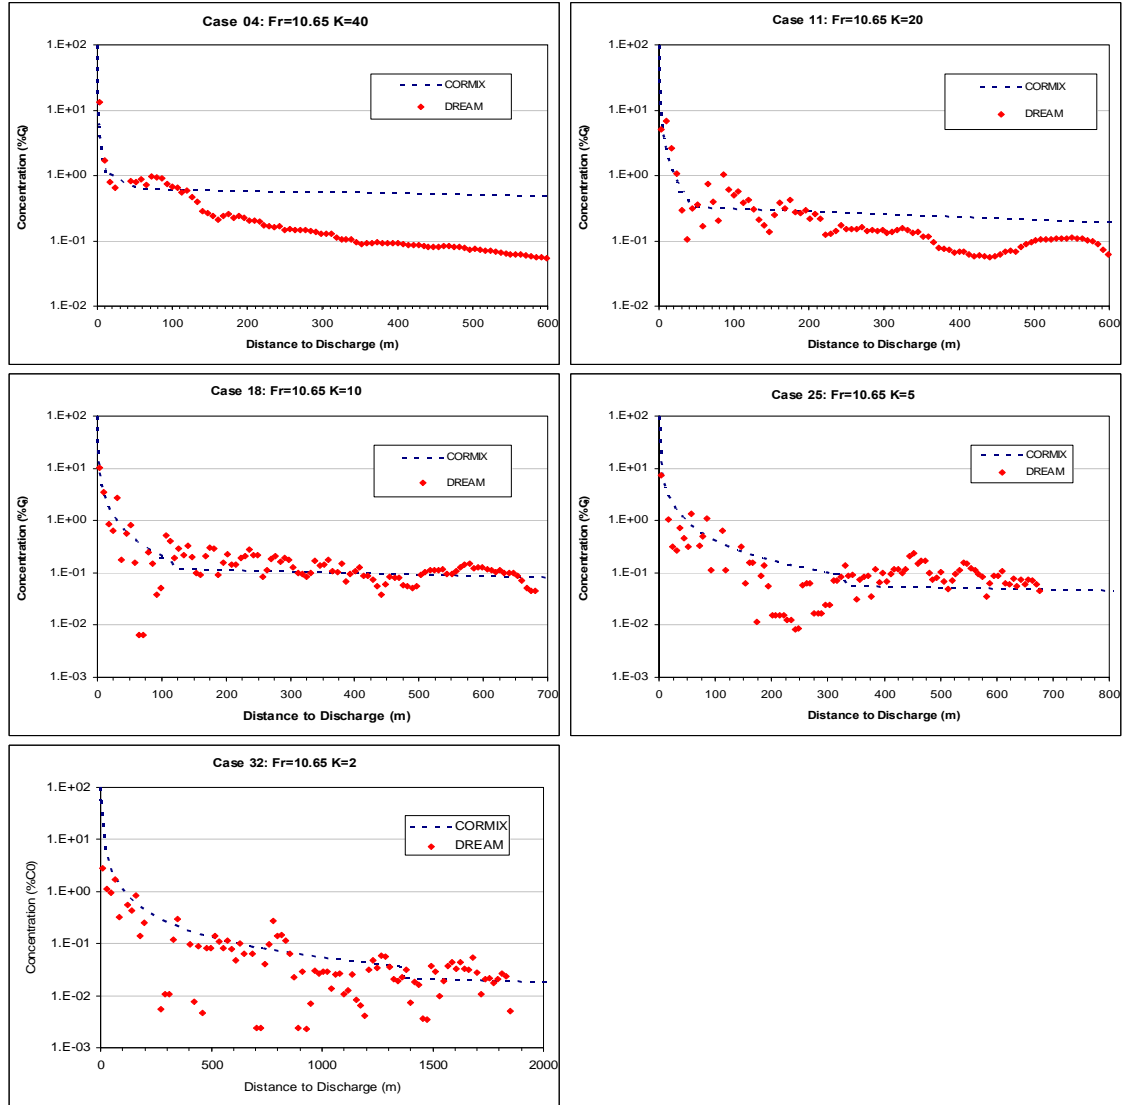 Case 04: Fr=10.65 K=40
1.E+02
1.E+01
1.E+00
1.E-01
1.E-02
0 100 200 300 400 500 600
Distance to Discharge (m)
CORMIX
DREAM
Case 11: Fr=10.65 K=20
1.E+02
1.E+01
1.E+00
1.E-01
1.E-02
0 100 200 300 400 500 600
Distance to Discharge (m)
Concentration
CORMIX
DREAM
Case 18: Fr=10.65 K=10
1.E+02
1.E+01
1.E+00
1.E-01
1.E-02
1.E-03
0 100 200 300 400 500 600 700
Distance to Discharge (m)
Concentration
CORMIX
DREAM
Case 25: Fr=10.65 K=5
1.E+02
1.E+01
1.E+00
1.E-01
1.E-02
1.E-03
0 100 200 300 400 500 600 700 800
Distance to Discharge (m)
Concentration
CORMIX
DREAM
Case 32: Fr=10.65 K=2
1.E+02
1.E+01
1.E+00
1.E-01
1.E-02
1.E-03
0 500 1000 1500 2000
Distance to Discharge (m)
Concentration (%C0)
CORMIX
DREAM